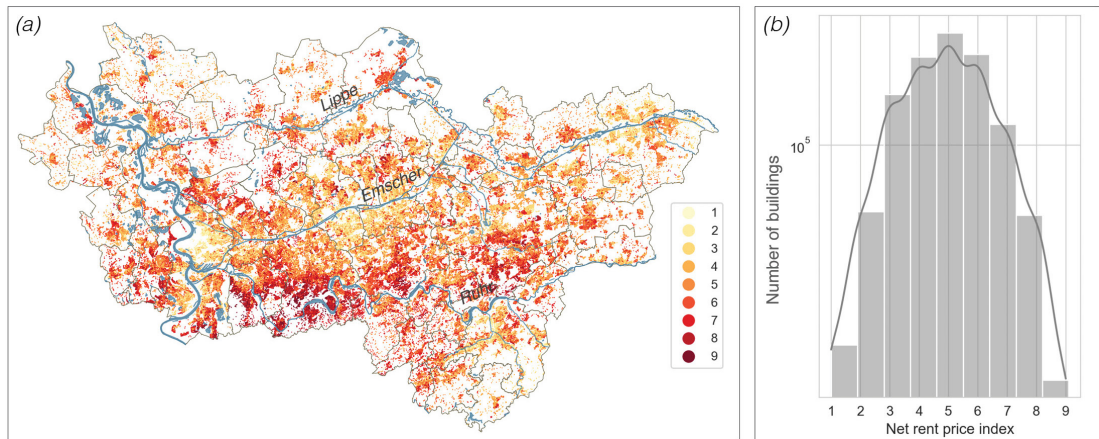 (a)
Lippe
Emscher
Ruhr
1
2
3
4
5
6
7
8
9
(b)
Number of buildings
10^5
1 2 3 4 5 6 7 8 9
Net rent price index